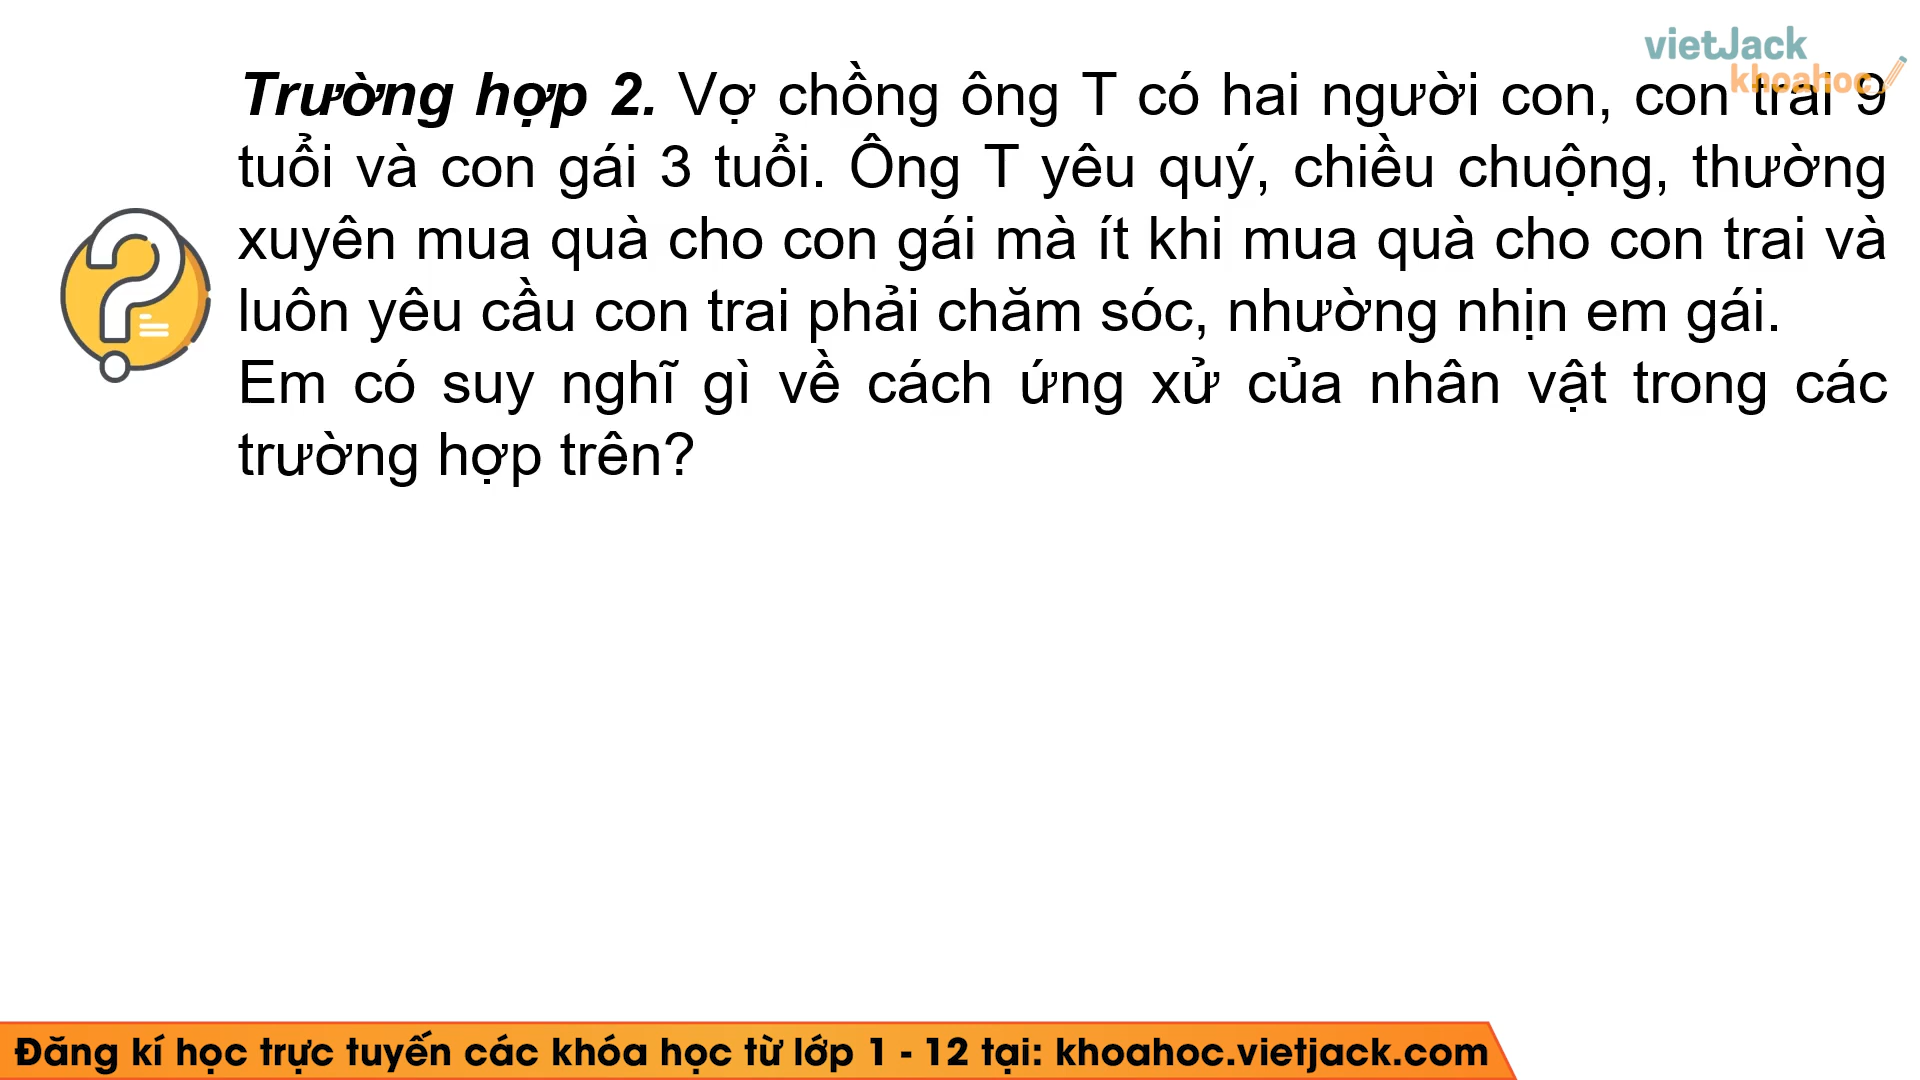 vietJack
khoahoc
Trường hợp 2. Vợ chồng ông T có hai người con, con trai 9
tuổi và con gái 3 tuổi. Ông T yêu quý, chiều chuộng, thường
xuyên mua quà cho con gái mà ít khi mua quà cho con trai và
luôn yêu cầu con trai phải chăm sóc, nhường nhịn em gái.
Em có suy nghĩ gì về cách ứng xử của nhân vật trong các
trường hợp trên?
Đăng kí học trực tuyến các khóa học từ lớp 1 - 12 tại: khoahoc.vietjack.com